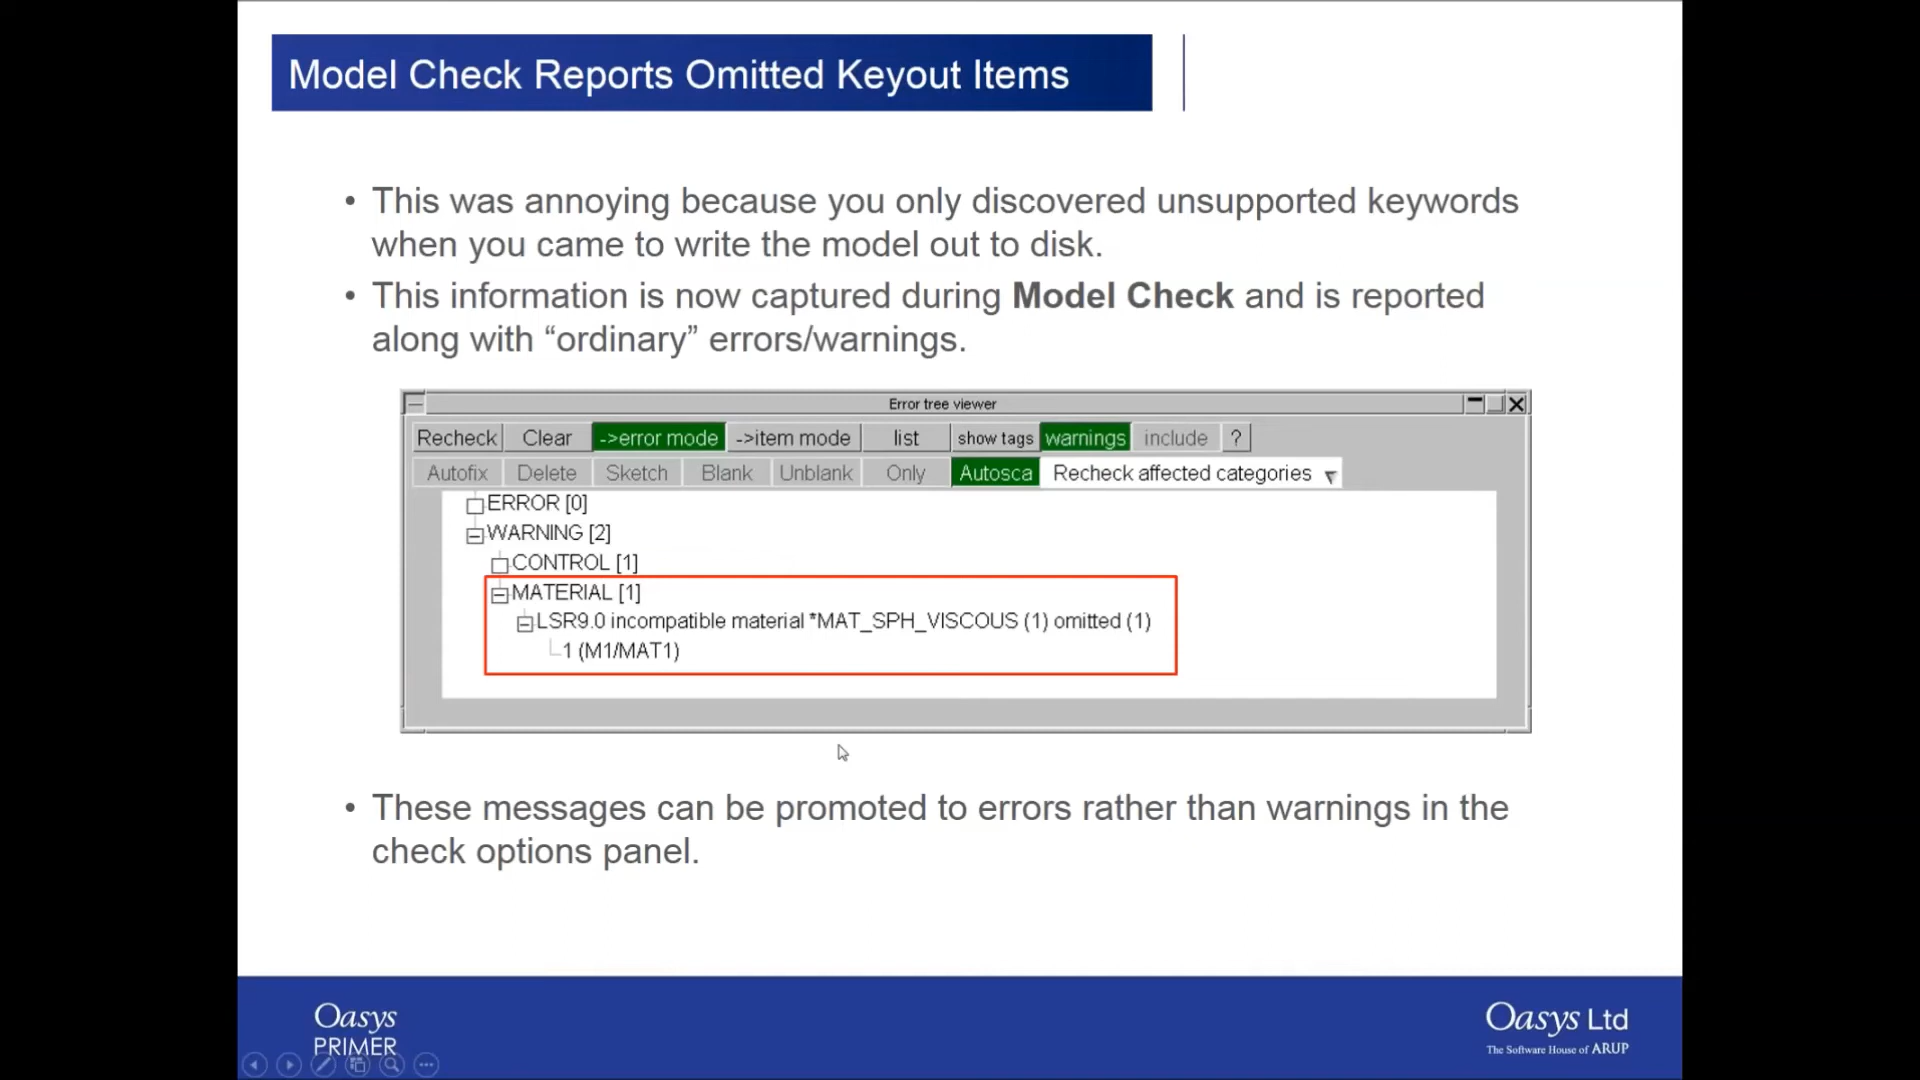 Model Check Reports Omitted Keyout Items
• This was annoying because you only discovered unsupported keywords
when you came to write the model out to disk.
• This information is now captured during Model Check and is reported
along with “ordinary” errors/warnings.
Error tree viewer
Recheck Clear ->error mode ->item mode list show tags warnings include ?
Autofix Delete Sketch Blank Unblank Only Autosca Recheck affected categories
ERROR [0]
WARNING [2]
CONTROL [1]
MATERIAL [1]
LSR9.0 incompatible material *MAT_SPH_VISCOUS (1) omitted (1)
1 (M1/MAT1)
• These messages can be promoted to errors rather than warnings in the
check options panel.
Oasys
PRIMER
Oasys Ltd
The Software House of ARUP